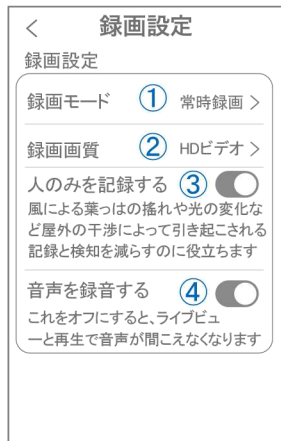 < 録画設定
録画設定
録画モード ① 常時録画 >
録画画質 ② HDビデオ >
人のみを記録する ③
風による葉っはの搖れや光の変化な
ど屋外の干渉によって引き起こされる
記録と検知を減らすのに役立ちます
音声を録音する ④
これをオフにすると、ライブビュ
ーと再生で音声が間こえなくなります